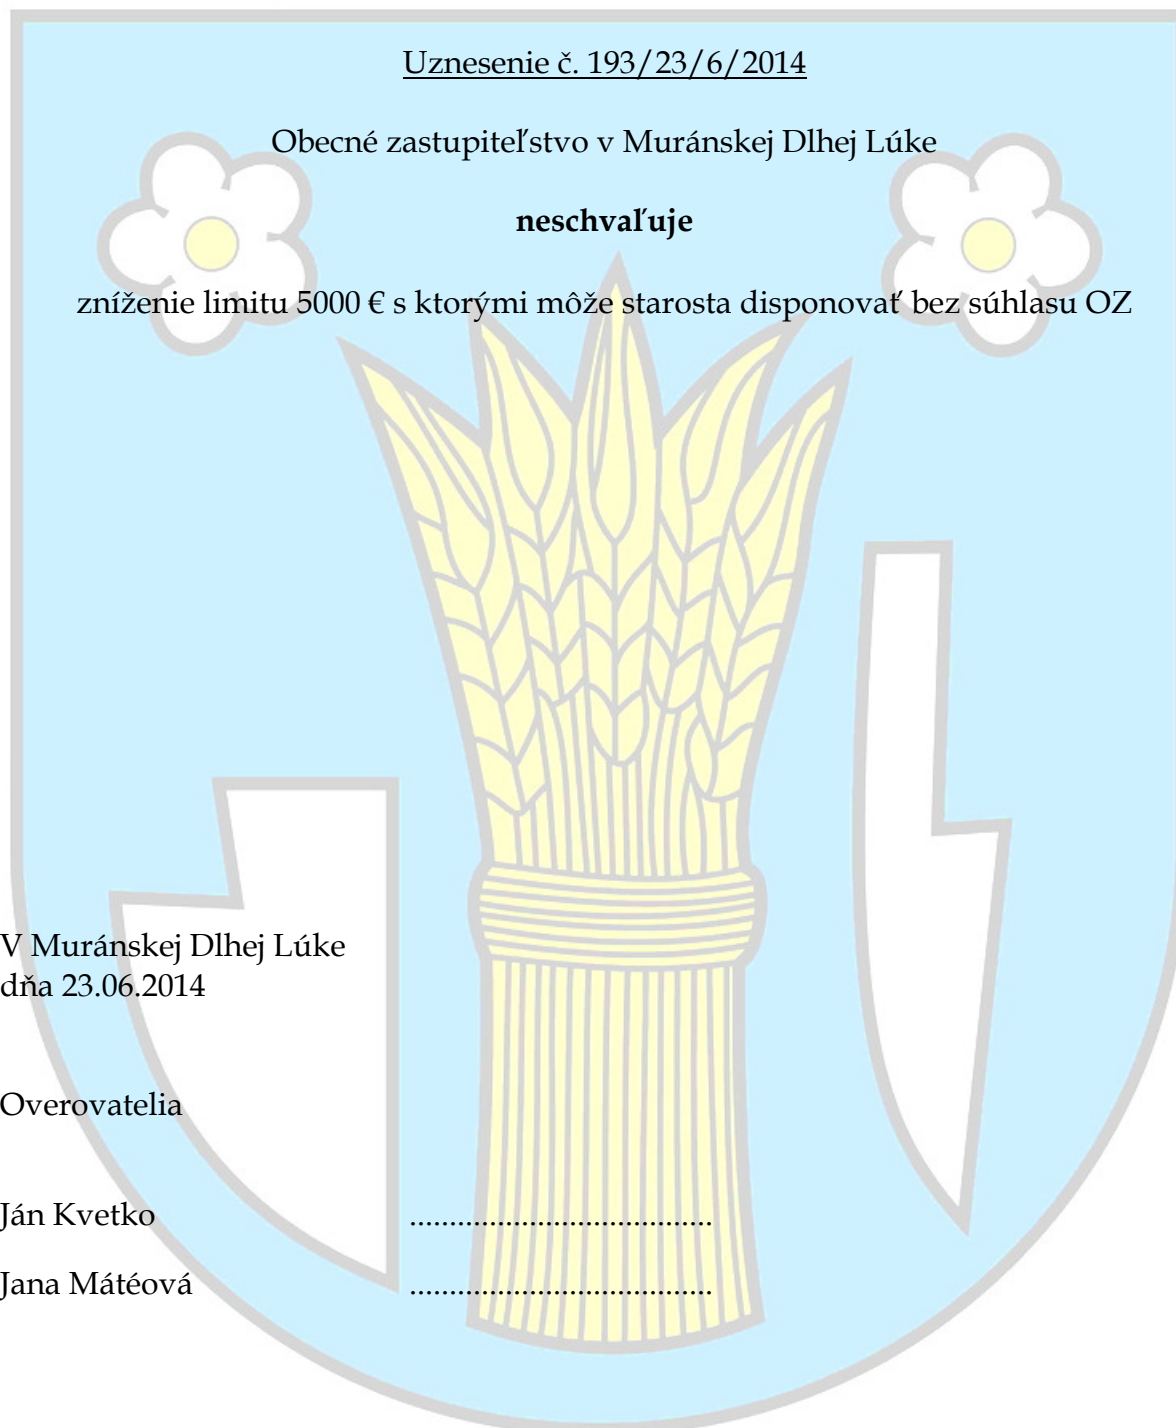 Uznesenie č. 193/23/6/2014
Obecné zastupiteľstvo v Muránskej Dlhej Lúke
neschvaľuje
zníženie limitu 5000 € s ktorými môže starosta disponovať bez súhlasu OZ
V Muránskej Dlhej Lúke
dňa 23.06.2014
Overovatelia
Ján Kvetko ......................................
Jana Mátéová ......................................